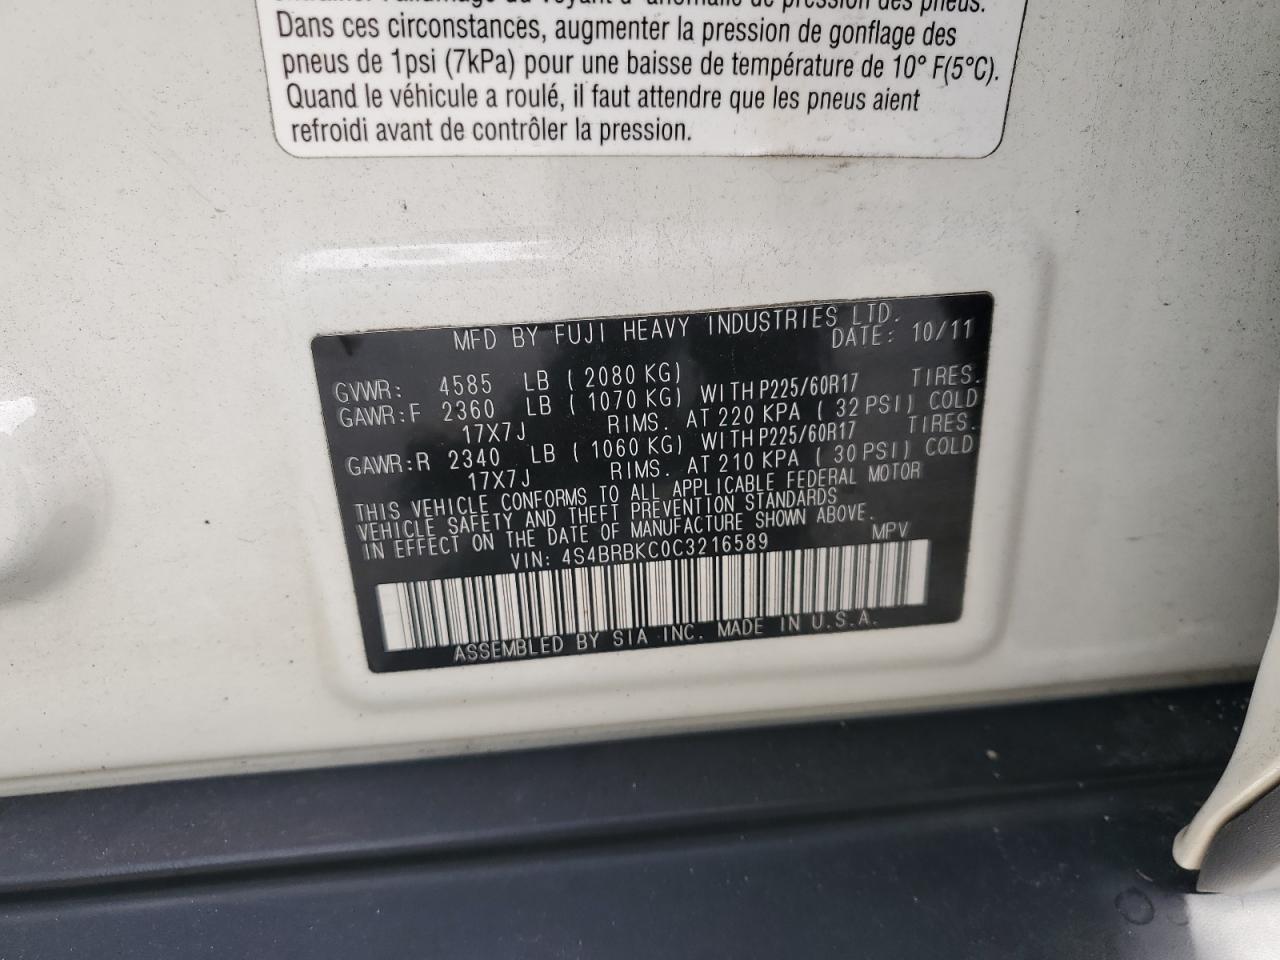 Dans ces circonstances, augmenter la pression de gonflage des
pneus de 1psi (7kPa) pour une baisse de température de 10° F(5°C).
Quand le véhicule a roulé, il faut attendre que les pneus aient
refroidi avant de contrôler la pression.
MFD BY FUJI HEAVY INDUSTRIES LTD.
DATE: 10/11
GVWR: 4585 LB ( 2080 KG)
GAWR:F 2360 LB ( 1070 KG) WITH P225/60R17 TIRES.
17X7J RIMS. AT 220 KPA ( 32 PSI) COLD
GAWR:R 2340 LB ( 1060 KG) WITH P225/60R17 TIRES.
17X7J RIMS. AT 210 KPA ( 30 PSI) COLD
THIS VEHICLE CONFORMS TO ALL APPLICABLE FEDERAL MOTOR
VEHICLE SAFETY AND THEFT PREVENTION STANDARDS
IN EFFECT ON THE DATE OF MANUFACTURE SHOWN ABOVE.
VIN: 4S4BRBKC0C3216589 MPV
ASSEMBLED BY SIA INC. MADE IN U.S.A.